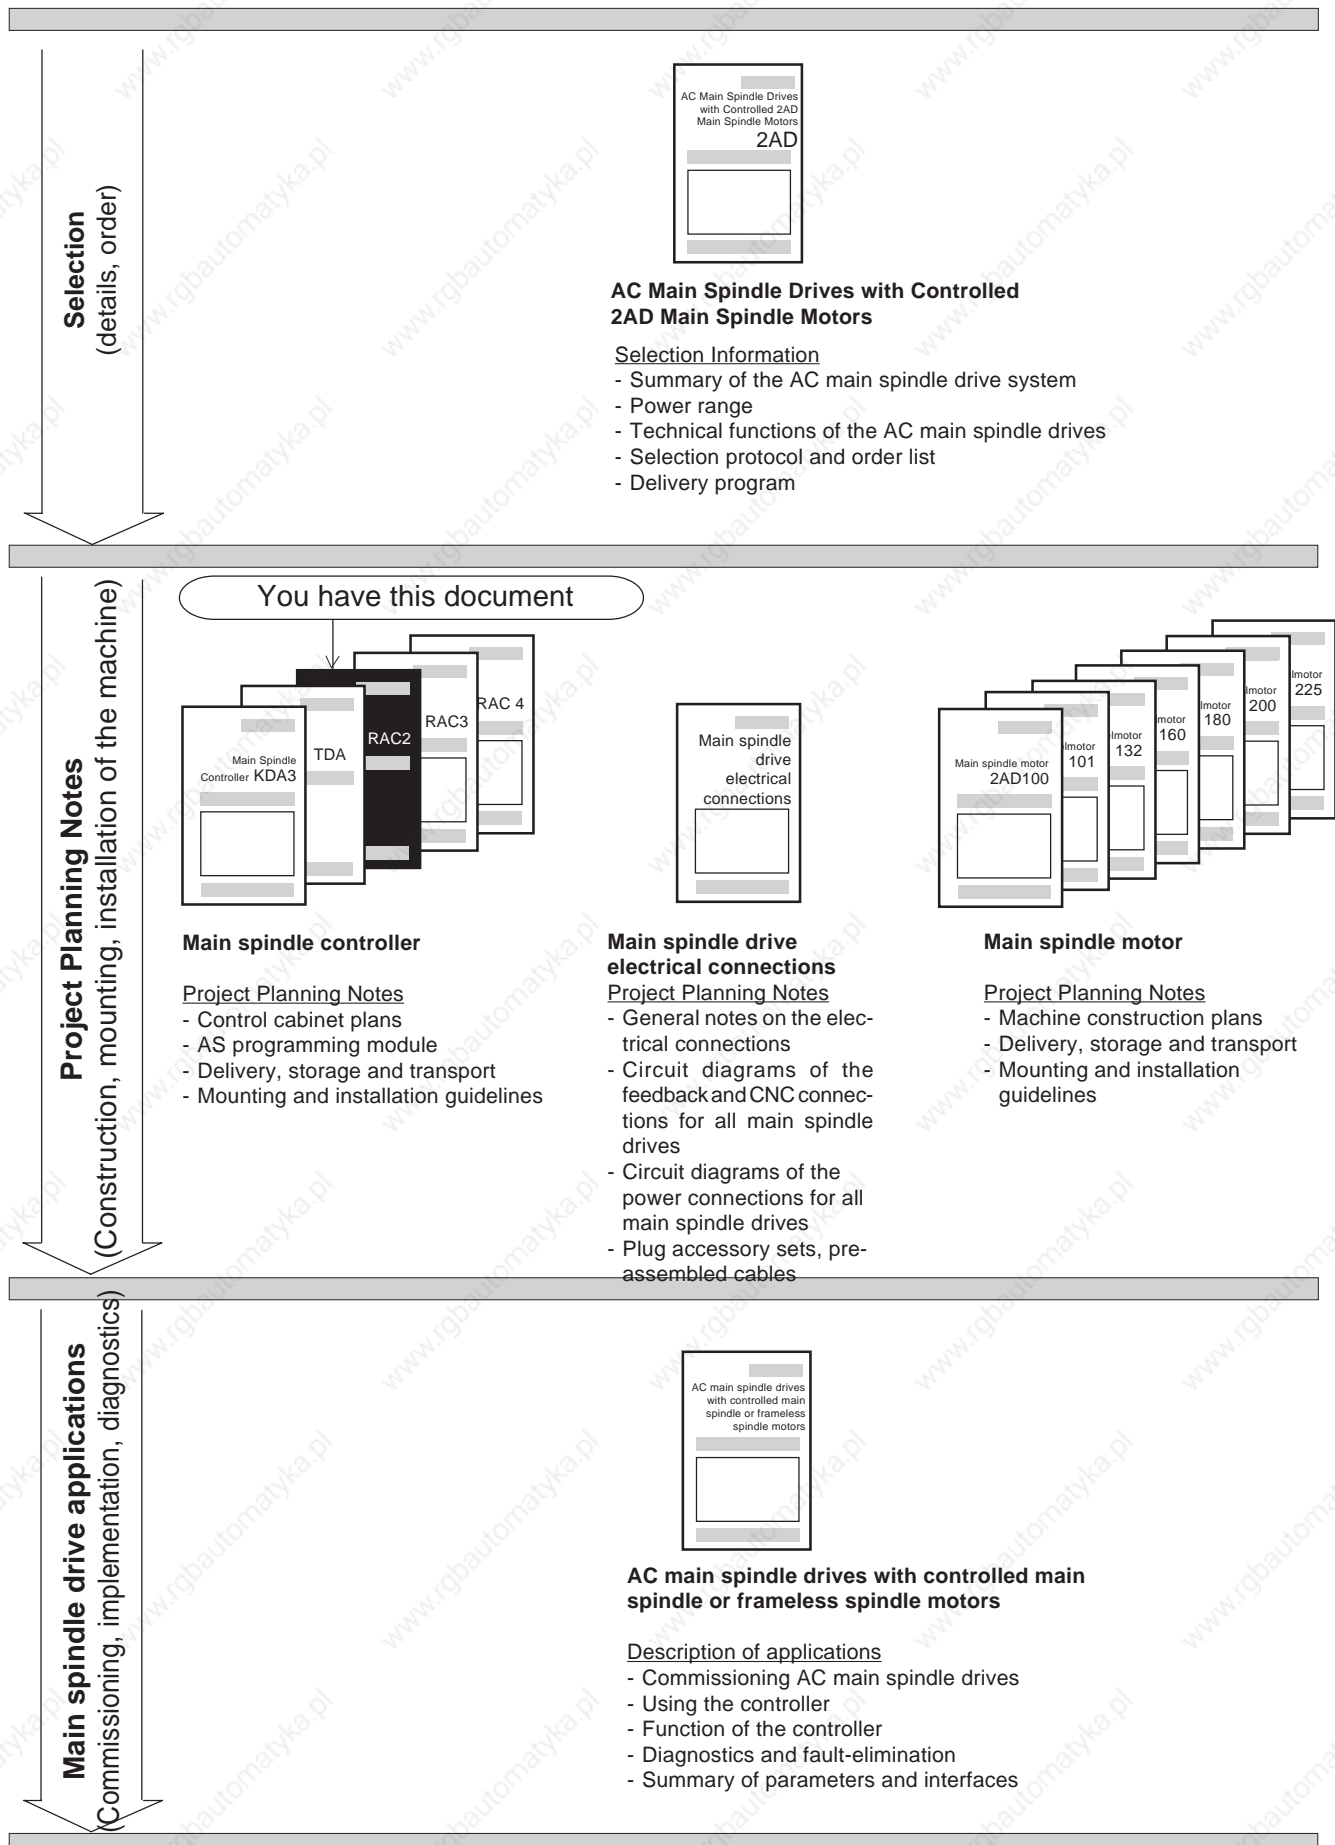 Selection
(details, order)
AC Main Spindle Drives
with Controlled 2AD
Main Spindle Motors
2AD
AC Main Spindle Drives with Controlled
2AD Main Spindle Motors
Selection Information
- Summary of the AC main spindle drive system
- Power range
- Technical functions of the AC main spindle drives
- Selection protocol and order list
- Delivery program
Project Planning Notes
(Construction, mounting, installation of the machine)
You have this document
Main Spindle
Controller KDA3
TDA
RAC2
RAC3
RAC 4
Main spindle
drive
electrical
connections
Main spindle motor
2AD100
lmotor
101
lmotor
132
lmotor
160
lmotor
180
lmotor
200
lmotor
225
Main spindle controller
Project Planning Notes
- Control cabinet plans
- AS programming module
- Delivery, storage and transport
- Mounting and installation guidelines
Main spindle drive
electrical connections
Project Planning Notes
- General notes on the elec-
trical connections
- Circuit diagrams of the
feedback and CNC connec-
tions for all main spindle
drives
- Circuit diagrams of the
power connections for all
main spindle drives
- Plug accessory sets, pre-
assembled cables
Main spindle motor
Project Planning Notes
- Machine construction plans
- Delivery, storage and transport
- Mounting and installation
guidelines
Main spindle drive applications
(Commissioning, implementation, diagnostics)
AC main spindle drives
with controlled main
spindle or frameless
spindle motors
AC main spindle drives with controlled main
spindle or frameless spindle motors
Description of applications
- Commissioning AC main spindle drives
- Using the controller
- Function of the controller
- Diagnostics and fault-elimination
- Summary of parameters and interfaces
www.rgbautomatyka.pl